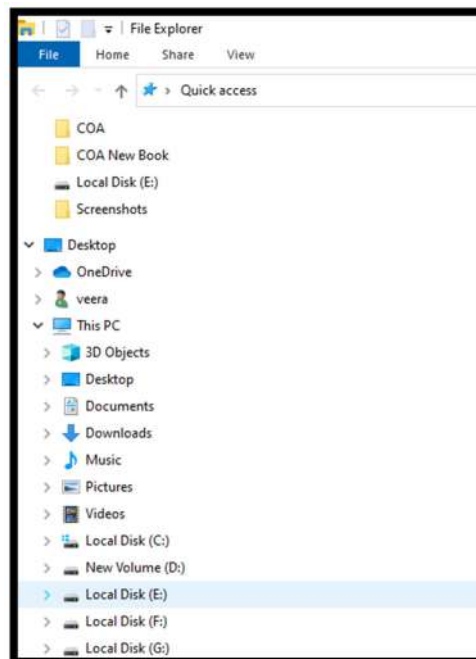 File Explorer
File Home Share View
Quick access
COA
COA New Book
Local Disk (E:)
Screenshots
Desktop
OneDrive
veera
This PC
3D Objects
Desktop
Documents
Downloads
Music
Pictures
Videos
Local Disk (C:)
New Volume (D:)
Local Disk (E:)
Local Disk (F:)
Local Disk (G:)